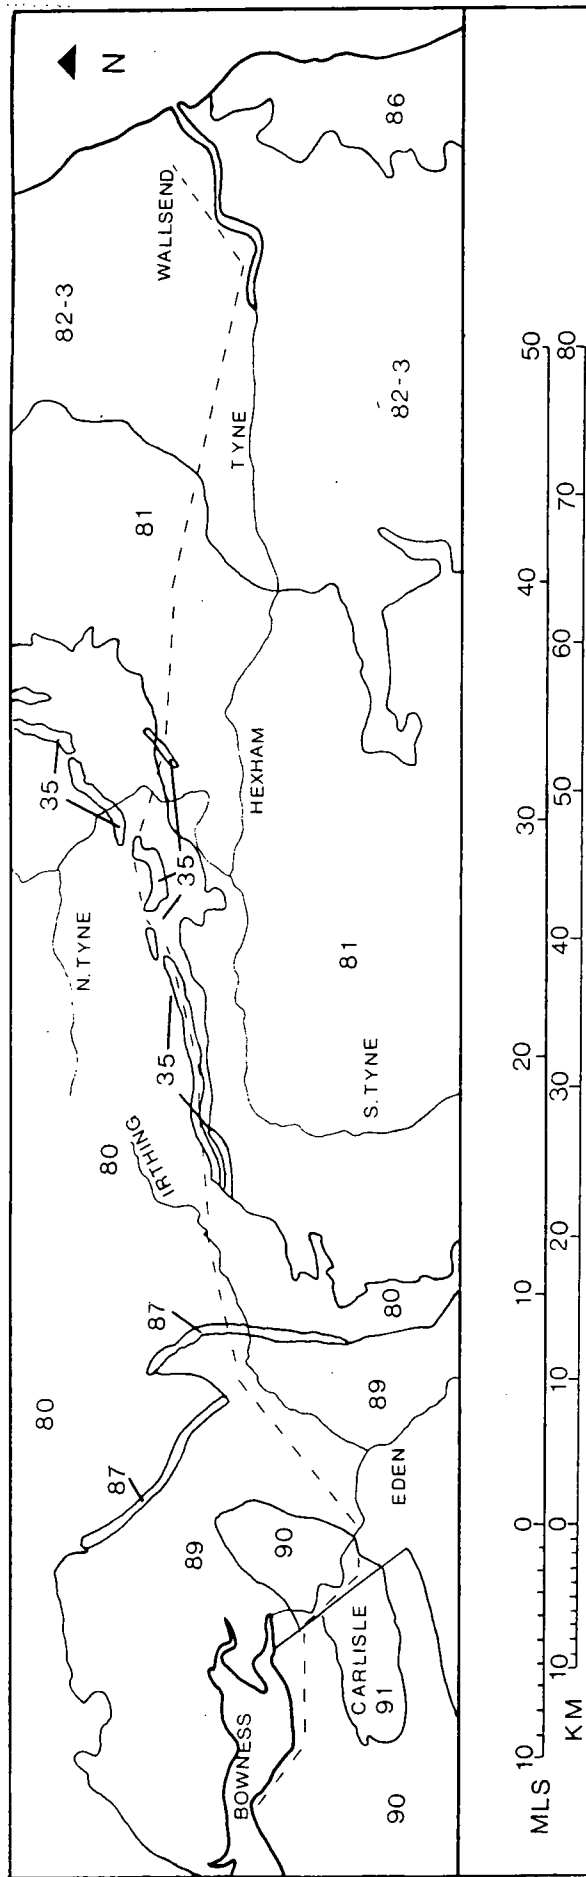 N
86
WALLSEND
82-3
82-3
TYNE
81
HEXHAM
35
35
N. TYNE
81
S. TYNE
35
80
IRTHING
80
87
89
80
87
EDEN
89
90
CARLISLE
91
BOWNESS
90
MLS 10 0 10 20 30 40 50
KM 10 0 10 20 30 40 50 60 70 80